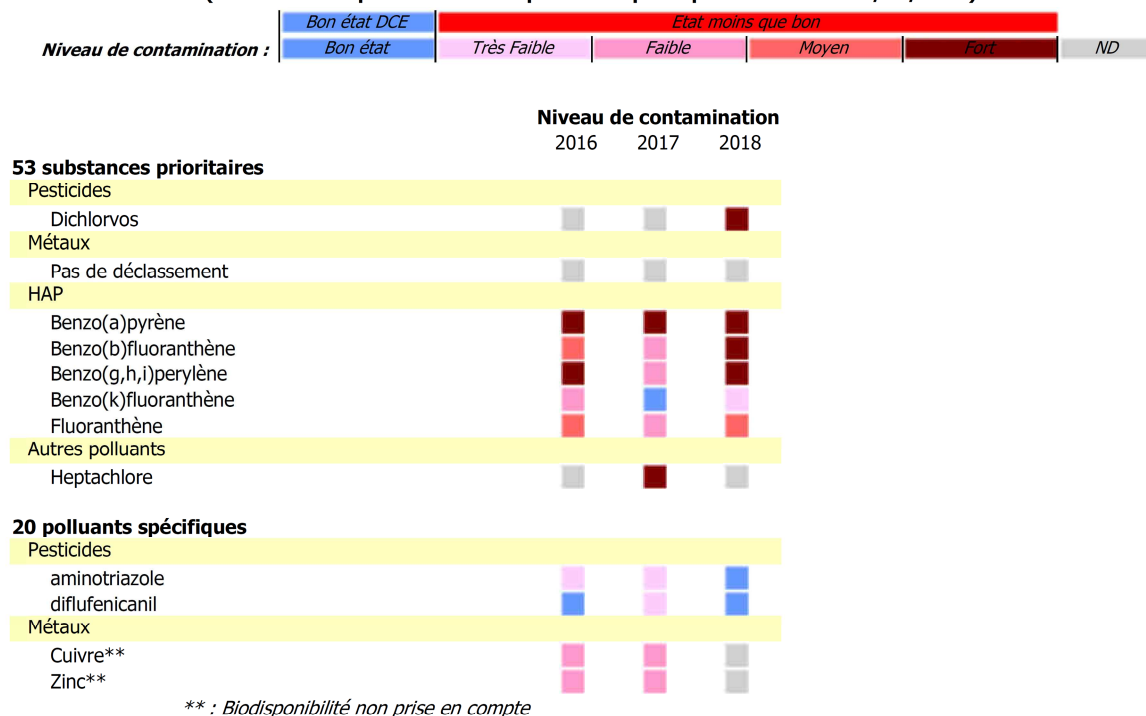 Bon état DCE Etat moins que bon
Niveau de contamination : Bon état Très Faible Faible Moyen Fort ND
Niveau de contamination
2016 2017 2018
53 substances prioritaires
Pesticides
Dichlorvos
Métaux
Pas de déclassement
HAP
Benzo(a)pyrène
Benzo(b)fluoranthène
Benzo(g,h,i)perylène
Benzo(k)fluoranthène
Fluoranthène
Autres polluants
Heptachlore
20 polluants spécifiques
Pesticides
aminotriazole
diflufenicanil
Métaux
Cuivre**
Zinc**
** : Biodisponibilité non prise en compte